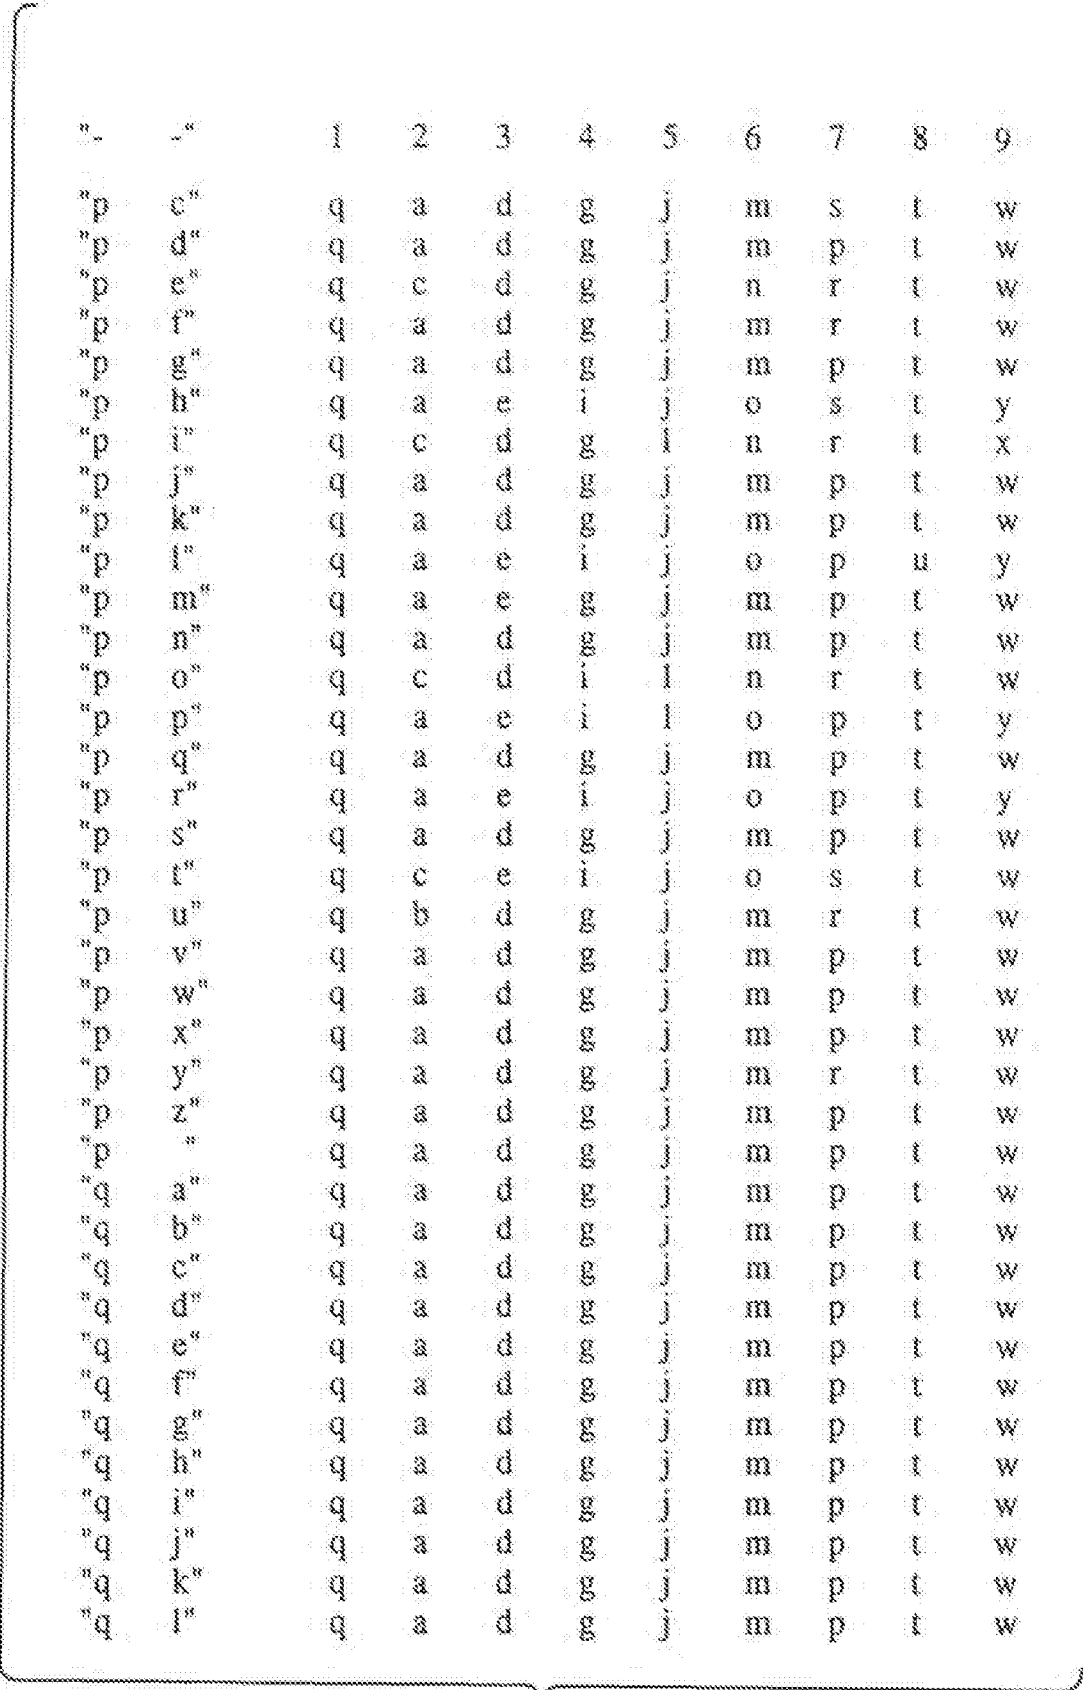 "- -" 1 2 3 4 5 6 7 8 9
"p c" q a d g j m s t w
"p d" q a d g j m p t w
"p e" q c d g j n r t w
"p f" q a d g j m r t w
"p g" q a d g j m p t w
"p h" q a e i j o s t y
"p i" q c d g l n r t x
"p j" q a d g j m p t w
"p k" q a d g j m p t w
"p l" q a e i j o p u y
"p m" q a e g j m p t w
"p n" q a d g j m p t w
"p o" q c d i l n r t w
"p p" q a e i l o p t y
"p q" q a d g j m p t w
"p r" q a e i j o p t y
"p s" q a d g j m p t w
"p t" q c e i j o s t w
"p u" q b d g j m r t w
"p v" q a d g j m p t w
"p w" q a d g j m p t w
"p x" q a d g j m p t w
"p y" q a d g j m r t w
"p z" q a d g j m p t w
"p " q a d g j m p t w
"q a" q a d g j m p t w
"q b" q a d g j m p t w
"q c" q a d g j m p t w
"q d" q a d g j m p t w
"q e" q a d g j m p t w
"q f" q a d g j m p t w
"q g" q a d g j m p t w
"q h" q a d g j m p t w
"q i" q a d g j m p t w
"q j" q a d g j m p t w
"q k" q a d g j m p t w
"q l" q a d g j m p t w